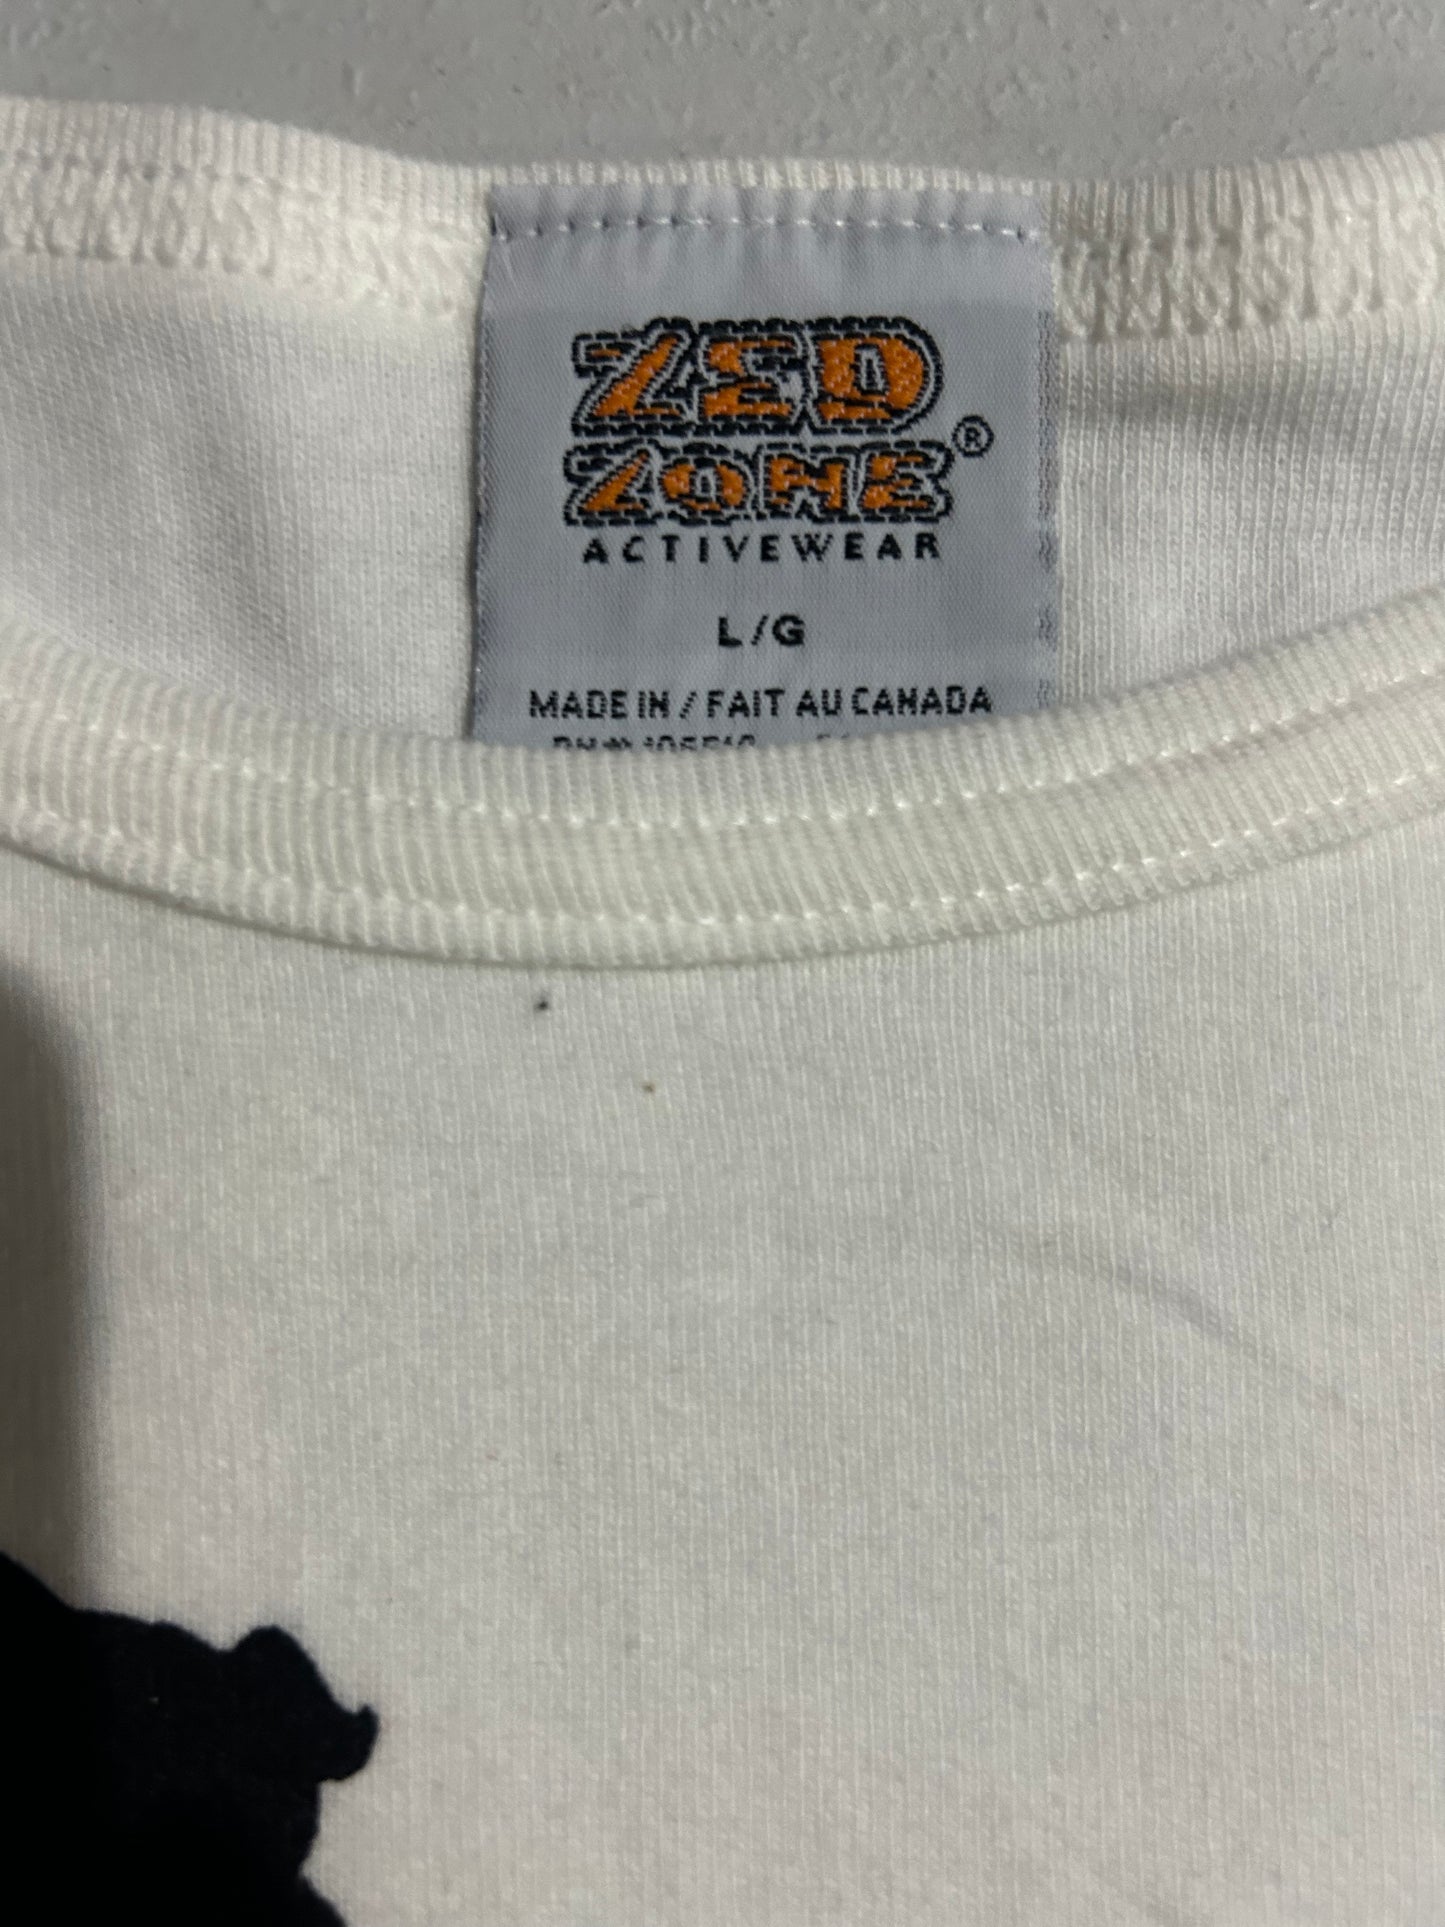 ZED
ZONE®
ACTIVEWEAR
L/G
MADE IN / FAIT AU CANADA